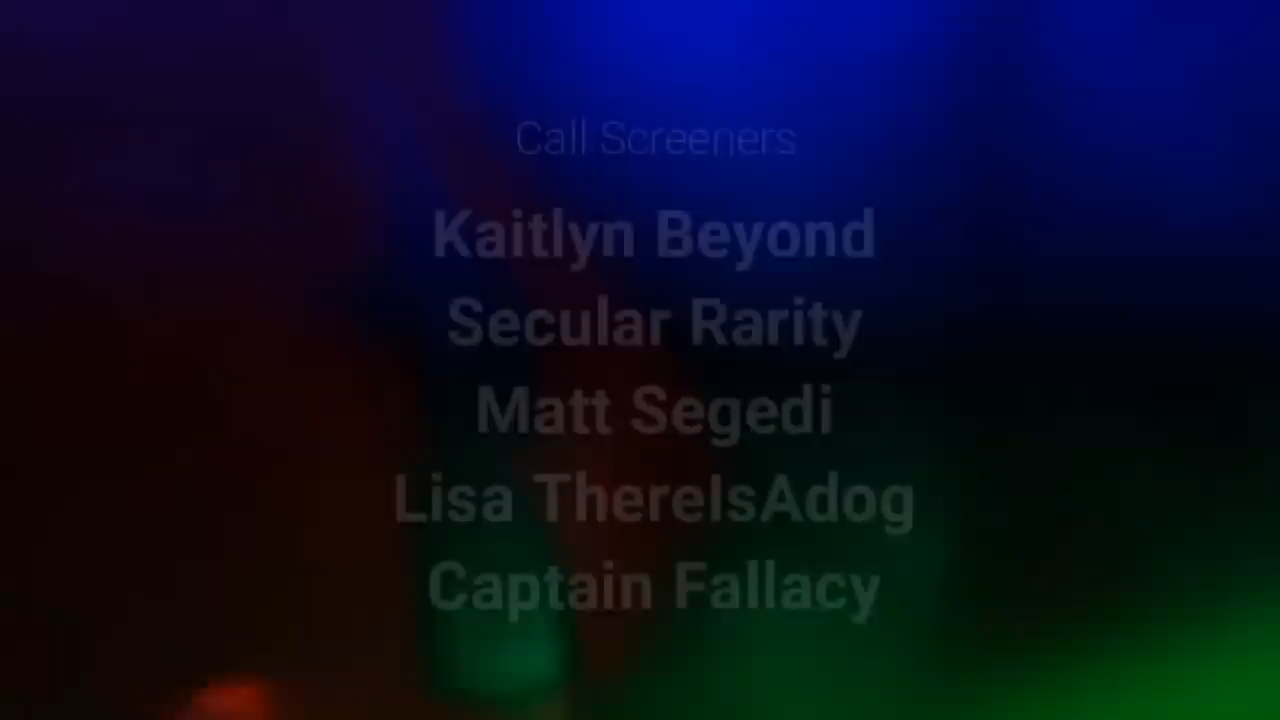 Call Screeners
Kaitlyn Beyond
Secular Rarity
Matt Segedi
Lisa ThereIsAdog
Captain Fallacy